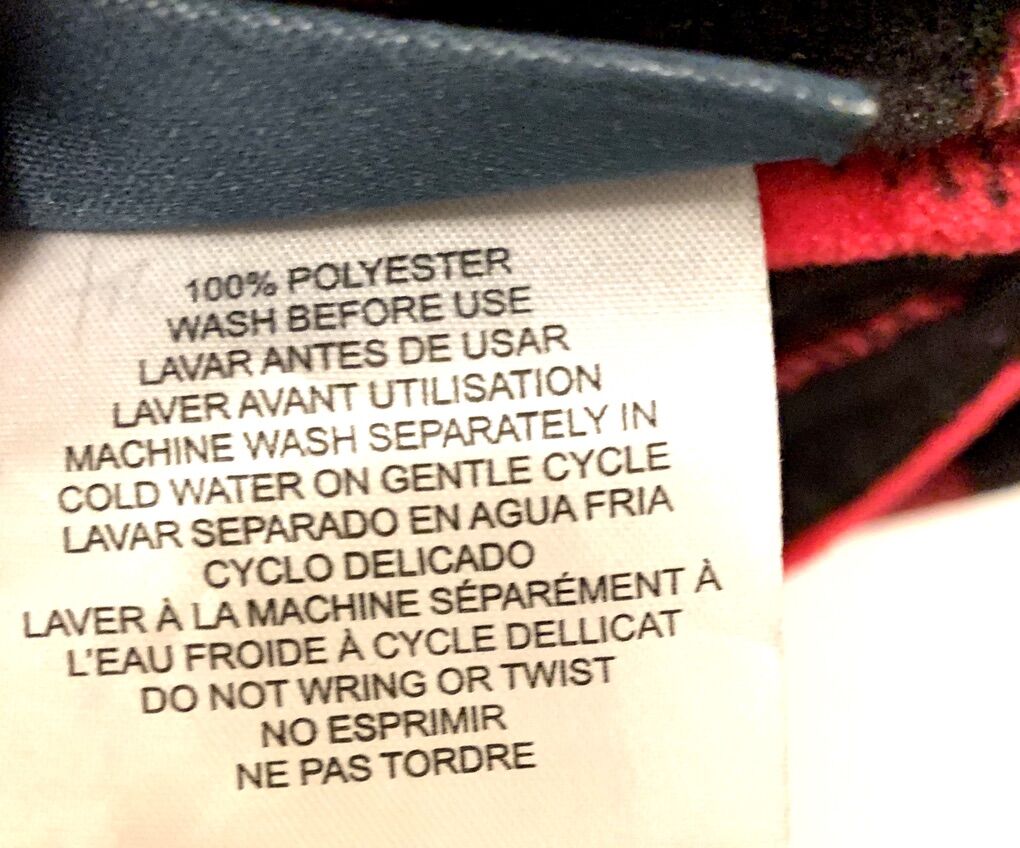 100% POLYESTER
WASH BEFORE USE
LAVAR ANTES DE USAR
LAVER AVANT UTILISATION
MACHINE WASH SEPARATELY IN
COLD WATER ON GENTLE CYCLE
LAVAR SEPARADO EN AGUA FRIA
CYCLO DELICADO
LAVER À LA MACHINE SÉPARÉMENT À
L'EAU FROIDE À CYCLE DELLICAT
DO NOT WRING OR TWIST
NO ESPRIMIR
NE PAS TORDRE